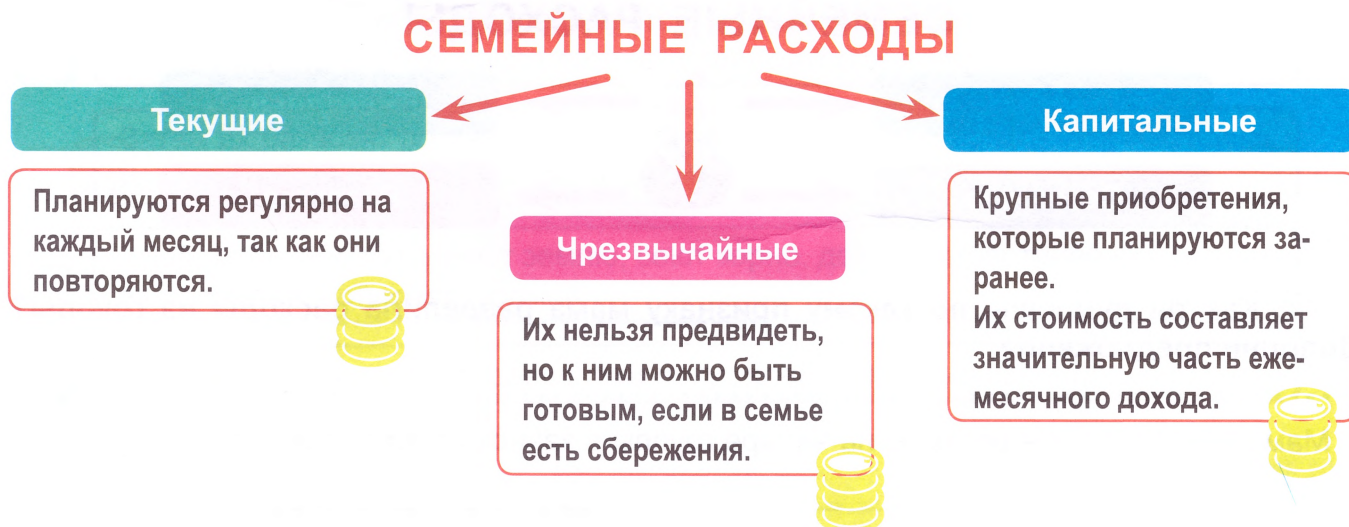 СЕМЕЙНЫЕ РАСХОДЫ
Текущие
Планируются регулярно на
каждый месяц, так как они
повторяются.
Чрезвычайные
Их нельзя предвидеть,
но к ним можно быть
готовым, если в семье
есть сбережения.
Капитальные
Крупные приобретения,
которые планируются за-
ранее.
Их стоимость составляет
значительную часть еже-
месячного дохода.